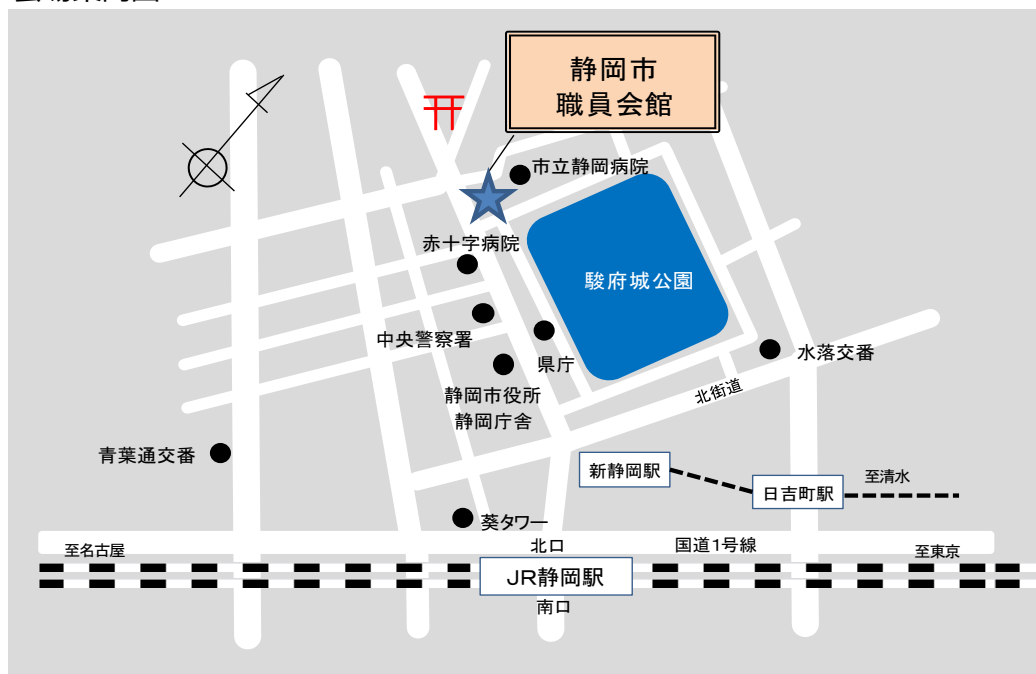 静岡市
職員会館
市立静岡病院
赤十字病院
駿府城公園
中央警察署
県庁
水落交番
静岡市役所
静岡庁舎
北街道
青葉通交番
新静岡駅
日吉町駅
至清水
葵タワー
至名古屋
北口
国道1号線
至東京
JR静岡駅
南口